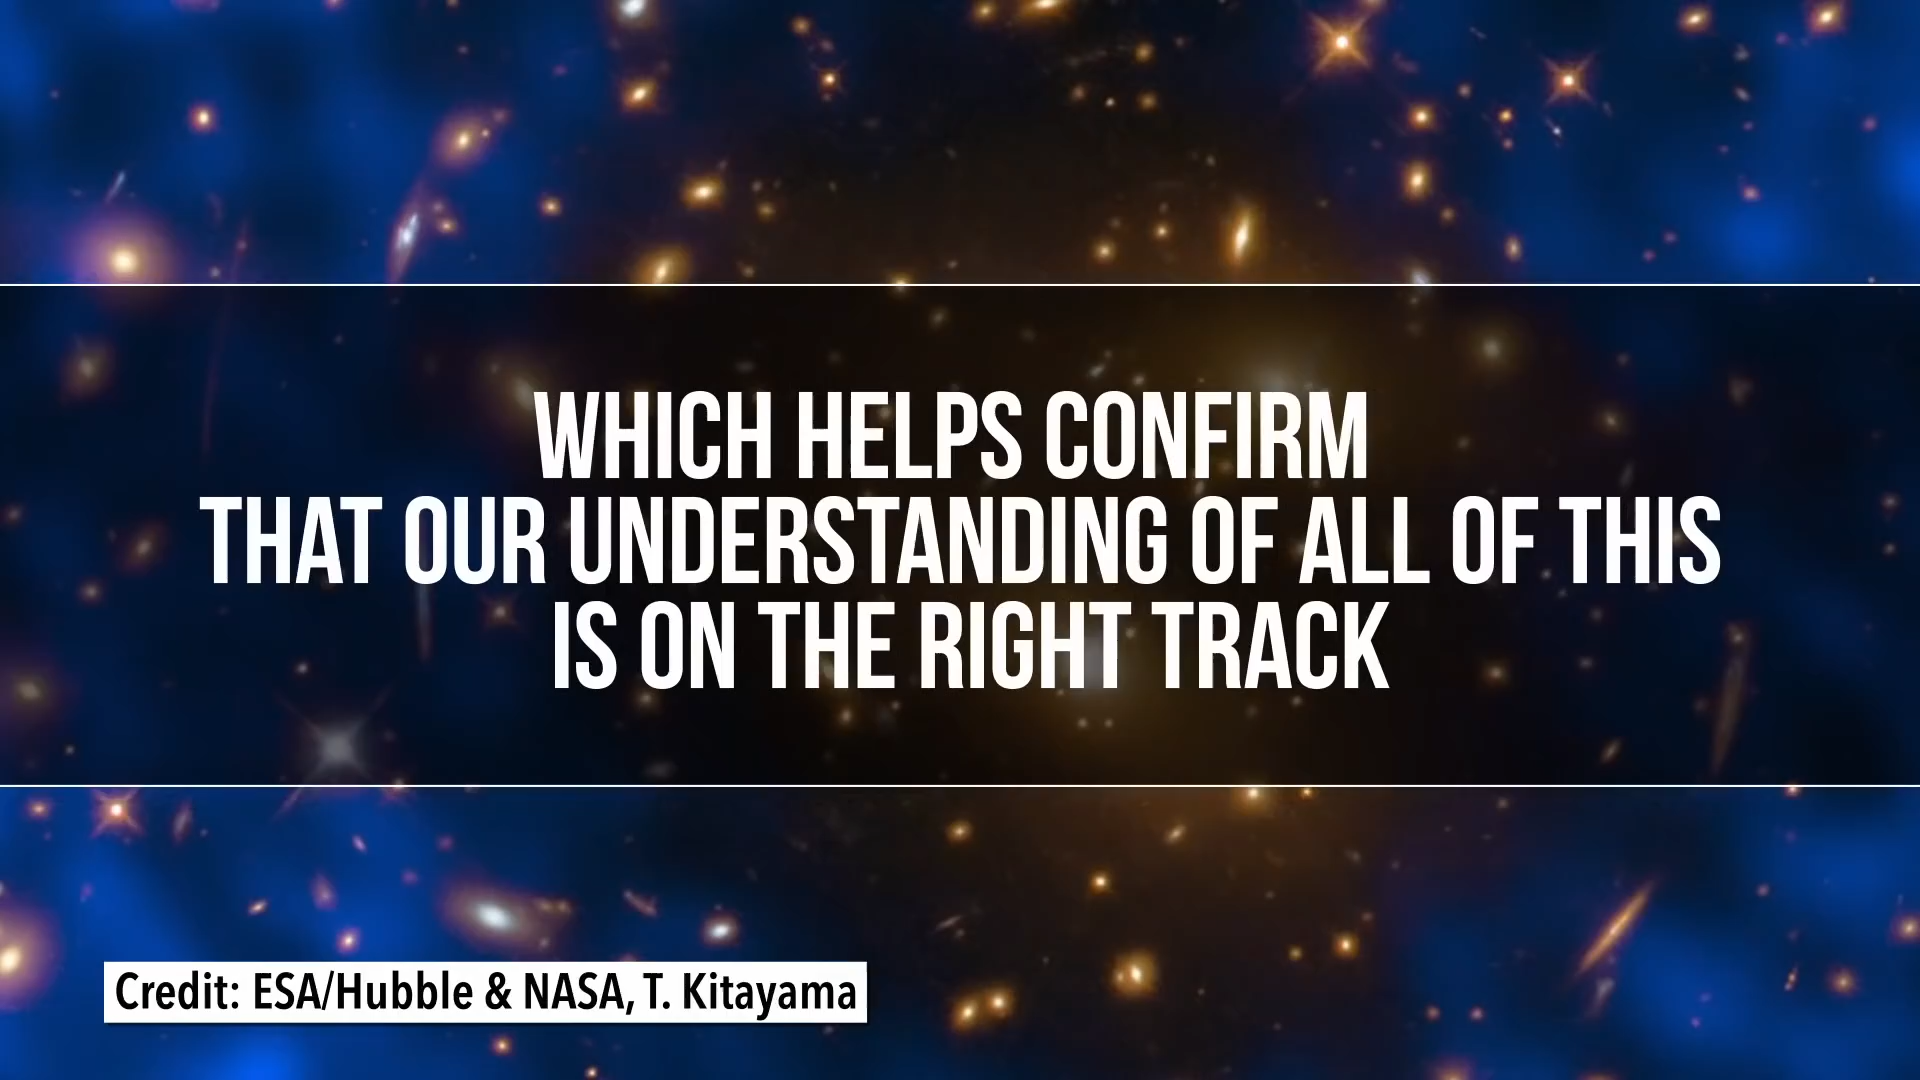 WHICH HELPS CONFIRM
THAT OUR UNDERSTANDING OF ALL OF THIS
IS ON THE RIGHT TRACK
Credit: ESA/Hubble & NASA, T. Kitayama